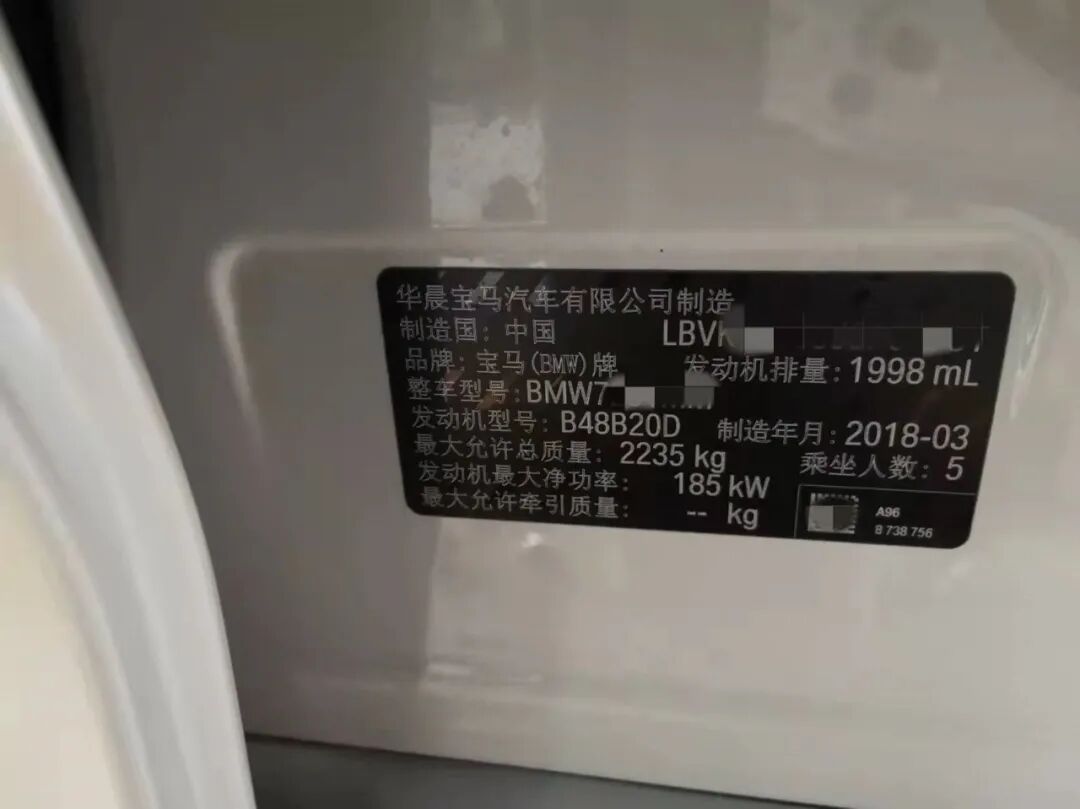 华晨宝马汽车有限公司制造
制造国: 中国 LBV
品牌: 宝马(BMW)牌 发动机排量: 1998 mL
整车型号: BMW7
发动机型号: B48B20D 制造年月: 2018-03
最大允许总质量: 2235 kg 乘坐人数: 5
发动机最大净功率: 185 kW
最大允许牵引质量: -- kg
A96
8 738 756